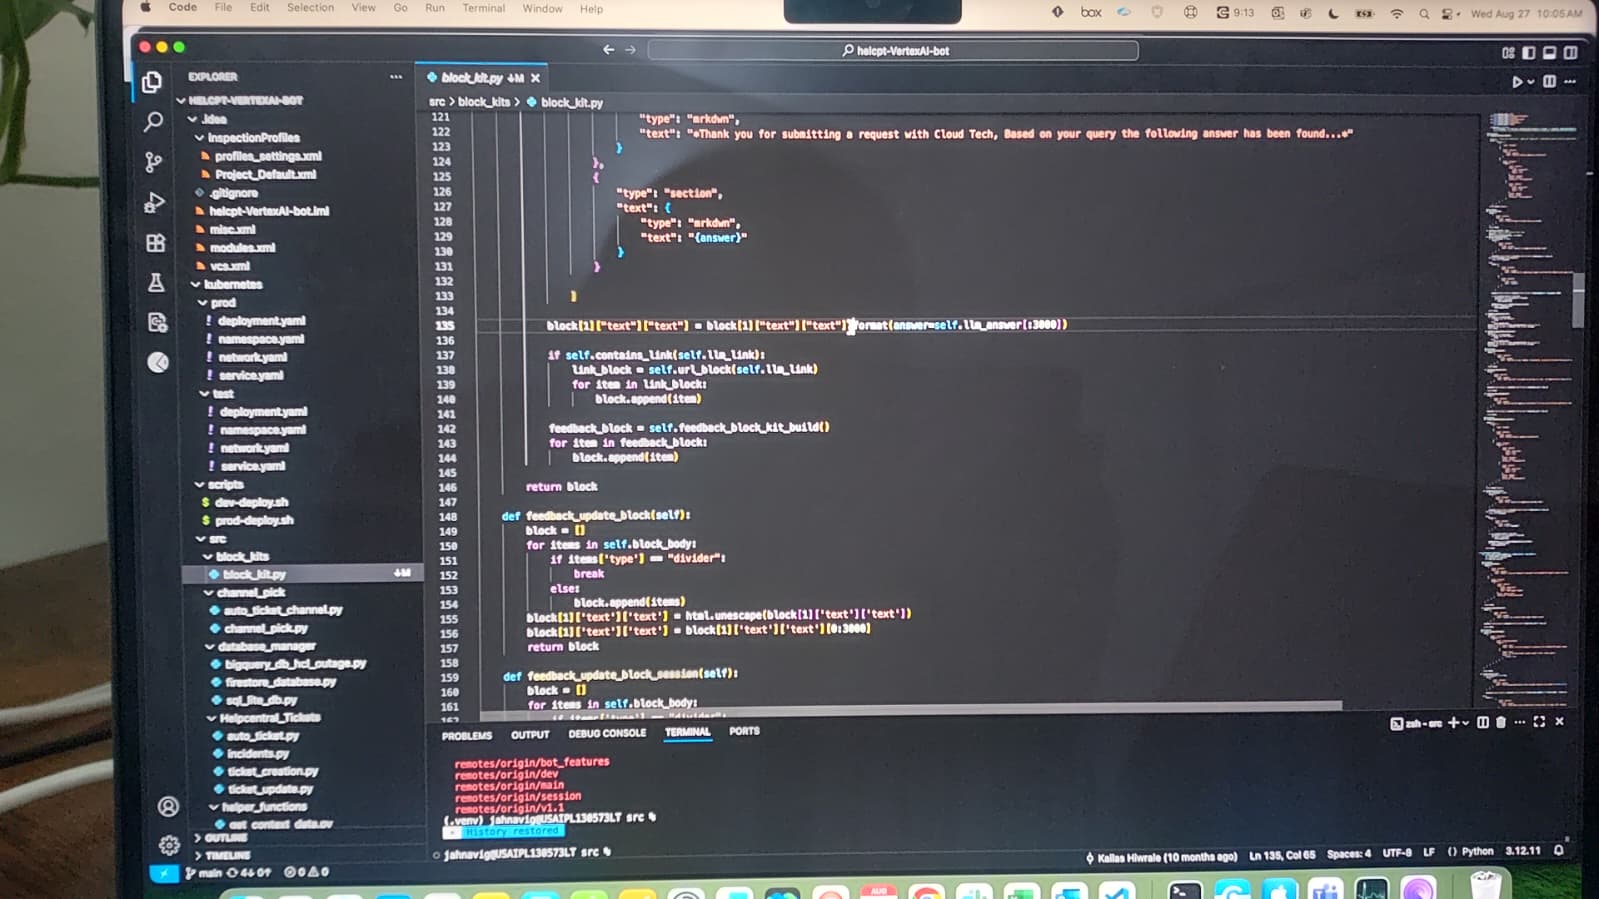 Code File Edit Selection View Go Run Terminal Window Help
box 9:13 Wed Aug 27 10:05AM
helcpt-VertexAI-bot
EXPLORER
HELCPT-VERTEXAI-BOT
.idea
inspectionProfiles
profiles_settings.xml
Project_Default.xml
.gitignore
helcpt-VertexAI-bot.iml
misc.xml
modules.xml
vcs.xml
kubernetes
prod
! deployment.yaml
! namespace.yaml
! network.yaml
! service.yaml
test
! deployment.yaml
! namespace.yaml
! network.yaml
! service.yaml
scripts
$ dev-deploy.sh
$ prod-deploy.sh
src
block_kits
block_kit.py ↓M
channel_pick
auto_ticket_channel.py
channel_pick.py
database_manager
bigquery_db_hcl_outage.py
firestore_database.py
sql_lite_db.py
Helpcentral_Tickets
auto_ticket.py
incidents.py
ticket_creation.py
ticket_update.py
helper_functions
get_context_data.py
OUTLINE
TIMELINE
block_kit.py ↓M ×
src > block_kits > block_kit.py
121 "type": "mrkdwn",
122 "text": "*Thank you for submitting a request with Cloud Tech, Based on your query the following answer has been found...*"
123 }
124 },
125 {
126 "type": "section",
127 "text": {
128 "type": "mrkdwn",
129 "text": "{answer}"
130 }
131 }
132
133 ]
134
135 block[1]["text"]["text"] = block[1]["text"]["text"].format(answer=self.llm_answer[:3000])
136
137 if self.contains_link(self.llm_link):
138 link_block = self.url_block(self.llm_link)
139 for item in link_block:
140 block.append(item)
141
142 feedback_block = self.feedback_block_kit_build()
143 for item in feedback_block:
144 block.append(item)
145
146 return block
147
148 def feedback_update_block(self):
149 block = []
150 for items in self.block_body:
151 if items['type'] == "divider":
152 break
153 else:
154 block.append(items)
155 block[1]['text']['text'] = html.unescape(block[1]['text']['text'])
156 block[1]['text']['text'] = block[1]['text']['text'][0:3000]
157 return block
158
159 def feedback_update_block_session(self):
160 block = []
161 for items in self.block_body:
162 if items['type'] == "divider":
PROBLEMS OUTPUT DEBUG CONSOLE TERMINAL PORTS
zsh - src
remotes/origin/bot_features
remotes/origin/dev
remotes/origin/main
remotes/origin/session
remotes/origin/v1.1
(.venv) jahnavig@USAIPL130573LT src %
* History restored
jahnavig@USAIPL130573LT src %
main 4↓ 0↑ 0 0
Kailas Hiwrale (10 months ago) Ln 135, Col 65 Spaces: 4 UTF-8 LF {} Python 3.12.11
AUG